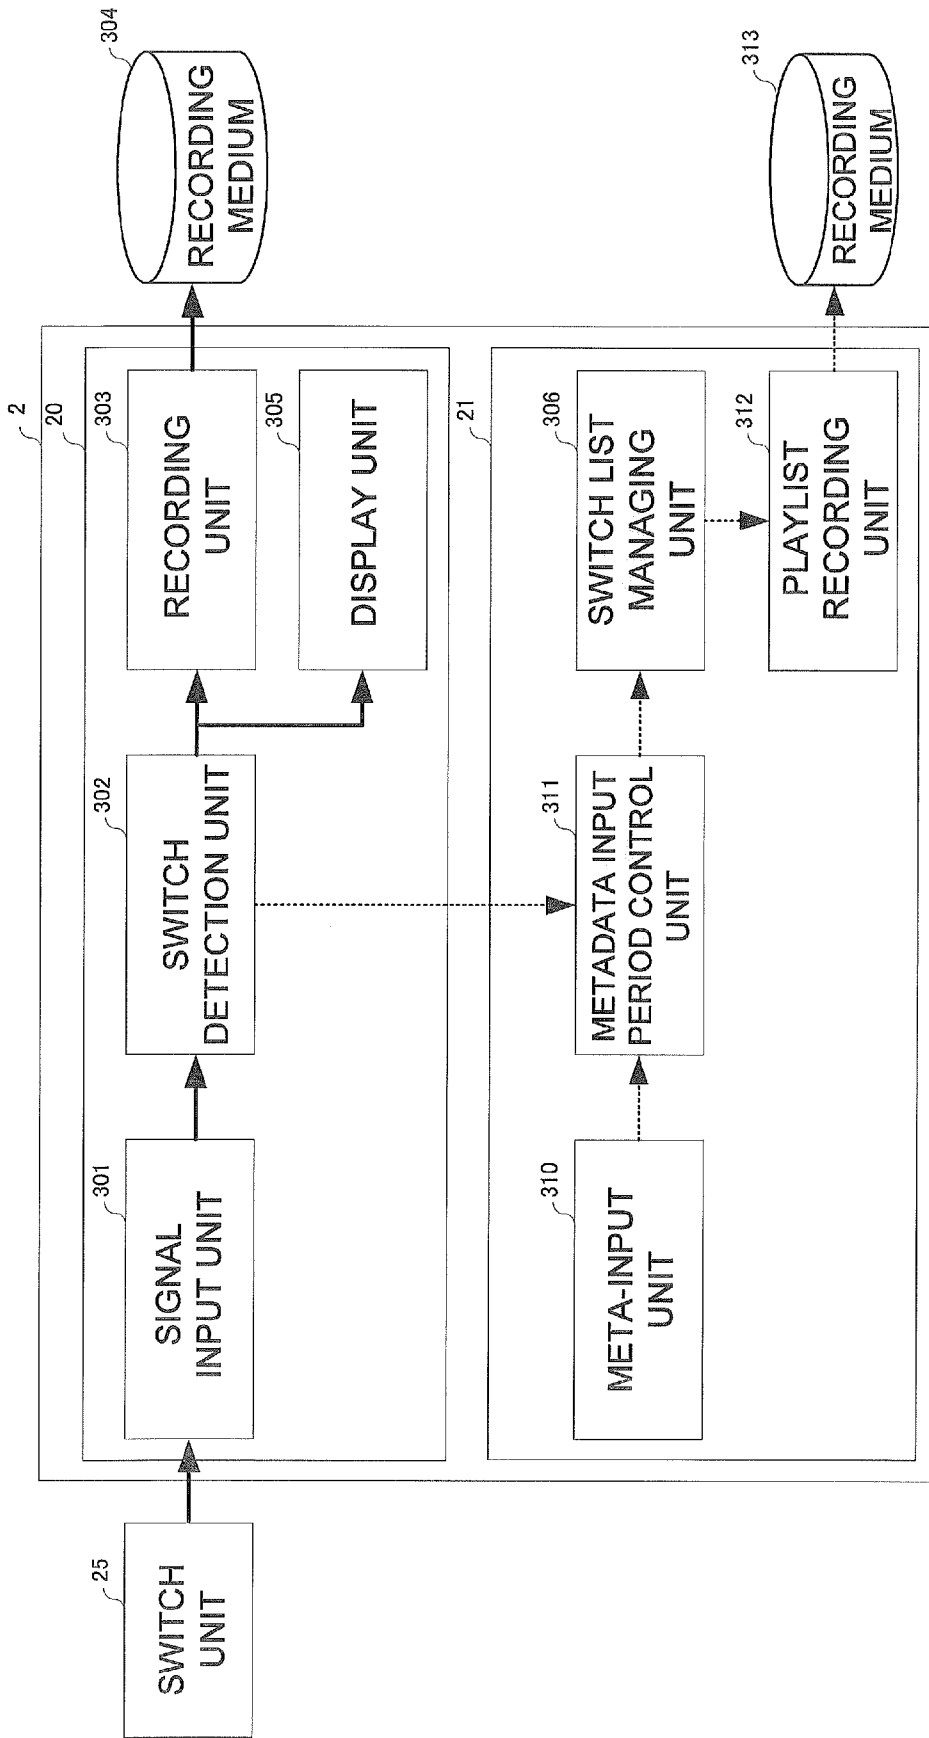 25
SWITCH
UNIT
2
20
301
SIGNAL
INPUT UNIT
302
SWITCH
DETECTION UNIT
303
RECORDING
UNIT
304
RECORDING
MEDIUM
305
DISPLAY UNIT
21
310
META-INPUT
UNIT
311
METADATA INPUT
PERIOD CONTROL
UNIT
306
SWITCH LIST
MANAGING
UNIT
312
PLAYLIST
RECORDING
UNIT
313
RECORDING
MEDIUM